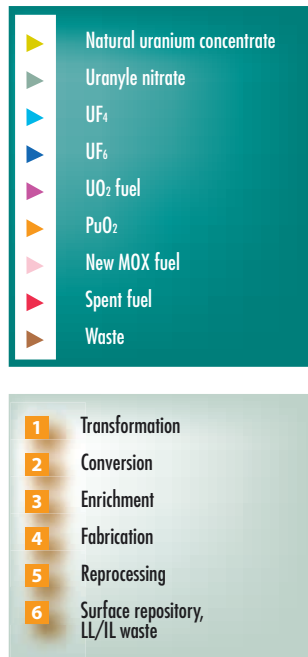 Natural uranium concentrate
Uranyle nitrate
UF₄
UF₆
UO₂ fuel
PuO₂
New MOX fuel
Spent fuel
Waste
1 Transformation
2 Conversion
3 Enrichment
4 Fabrication
5 Reprocessing
6 Surface repository,
LL/IL waste